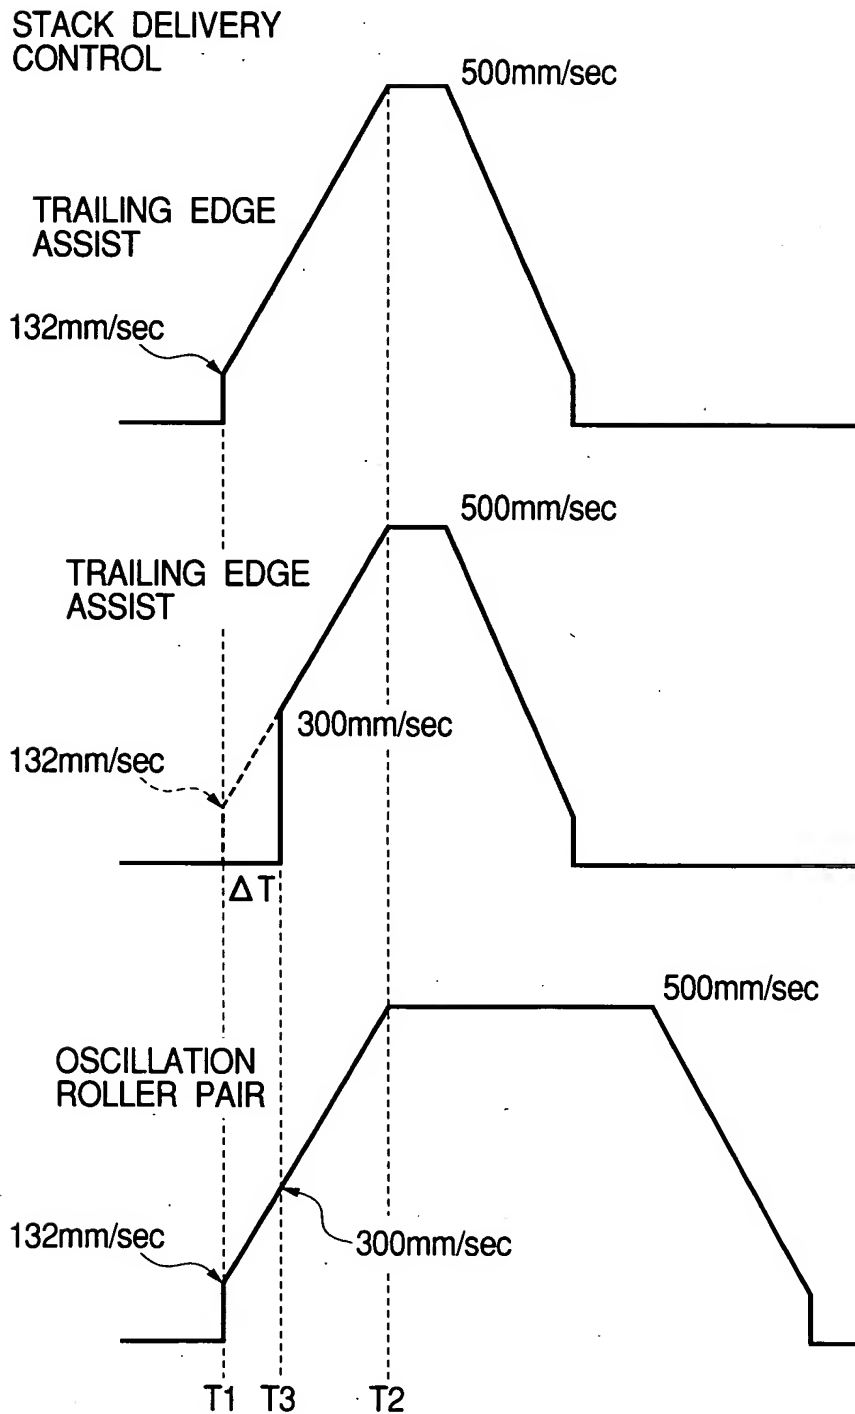 STACK DELIVERY
CONTROL
500mm/sec
TRAILING EDGE
ASSIST
132mm/sec
500mm/sec
TRAILING EDGE
ASSIST
300mm/sec
132mm/sec
ΔT
500mm/sec
OSCILLATION
ROLLER PAIR
132mm/sec
300mm/sec
T1 T3 T2